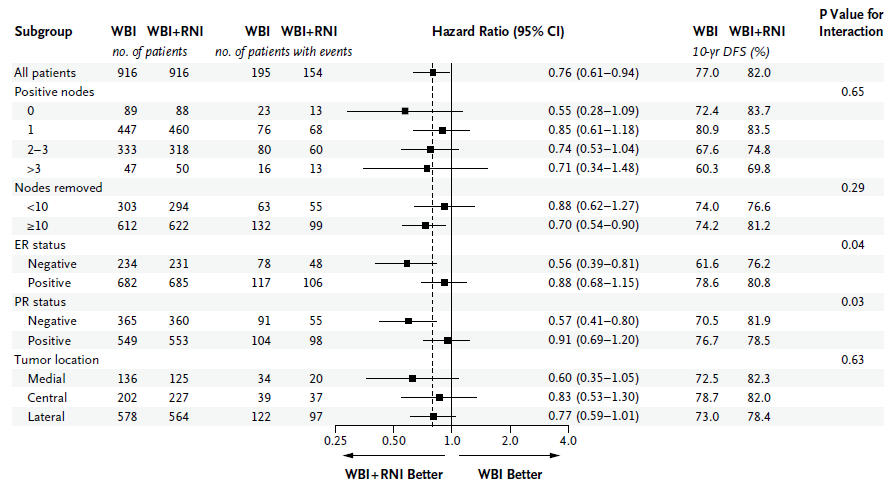 P Value for
Subgroup WBI WBI+RNI WBI WBI+RNI Hazard Ratio (95% CI) WBI WBI+RNI Interaction
no. of patients no. of patients with events 10-yr DFS (%)
All patients 916 916 195 154 0.76 (0.61–0.94) 77.0 82.0
Positive nodes 0.65
0 89 88 23 13 0.55 (0.28–1.09) 72.4 83.7
1 447 460 76 68 0.85 (0.61–1.18) 80.9 83.5
2–3 333 318 80 60 0.74 (0.53–1.04) 67.6 74.8
>3 47 50 16 13 0.71 (0.34–1.48) 60.3 69.8
Nodes removed 0.29
<10 303 294 63 55 0.88 (0.62–1.27) 74.0 76.6
≥10 612 622 132 99 0.70 (0.54–0.90) 74.2 81.2
ER status 0.04
Negative 234 231 78 48 0.56 (0.39–0.81) 61.6 76.2
Positive 682 685 117 106 0.88 (0.68–1.15) 78.6 80.8
PR status 0.03
Negative 365 360 91 55 0.57 (0.41–0.80) 70.5 81.9
Positive 549 553 104 98 0.91 (0.69–1.20) 76.7 78.5
Tumor location 0.63
Medial 136 125 34 20 0.60 (0.35–1.05) 72.5 82.3
Central 202 227 39 37 0.83 (0.53–1.30) 78.7 82.0
Lateral 578 564 122 97 0.77 (0.59–1.01) 73.0 78.4
0.25 0.50 1.0 2.0 4.0
WBI+RNI Better WBI Better